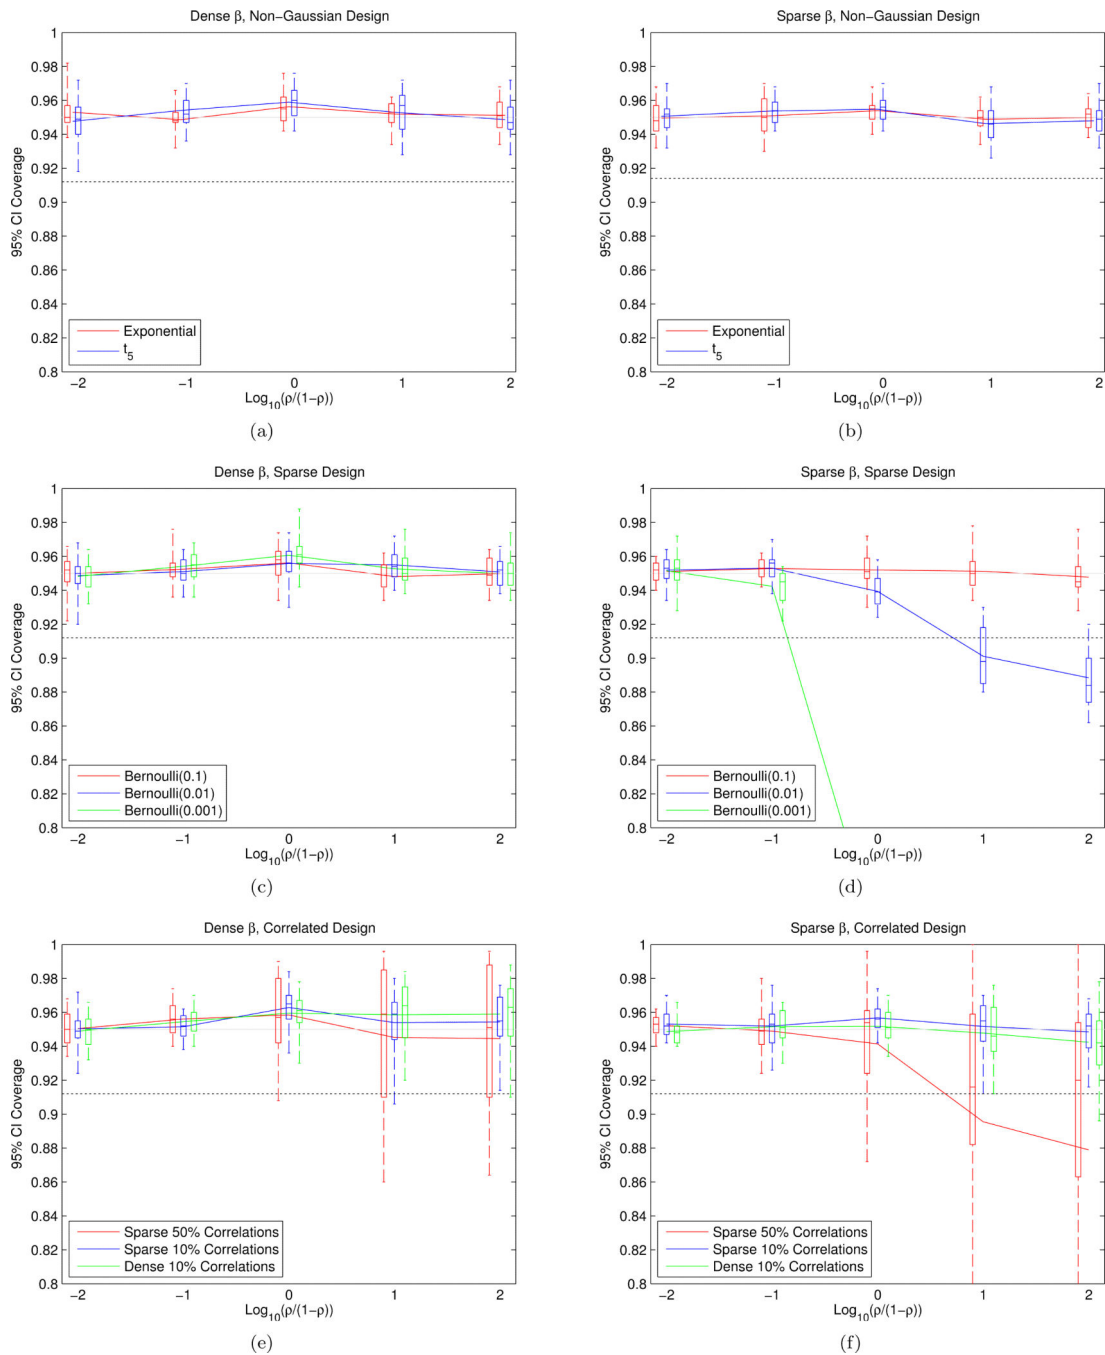 Dense β, Non−Gaussian Design
1
0.98
0.96
0.94
0.92
0.9
0.88
0.86
0.84
0.82
0.8
95% CI Coverage
Exponential
t5
−2 −1 0 1 2
Log10(ρ/(1−ρ))
(a)
Sparse β, Non−Gaussian Design
1
0.98
0.96
0.94
0.92
0.9
0.88
0.86
0.84
0.82
0.8
95% CI Coverage
Exponential
t5
−2 −1 0 1 2
Log10(ρ/(1−ρ))
(b)
Dense β, Sparse Design
1
0.98
0.96
0.94
0.92
0.9
0.88
0.86
0.84
0.82
0.8
95% CI Coverage
Bernoulli(0.1)
Bernoulli(0.01)
Bernoulli(0.001)
−2 −1 0 1 2
Log10(ρ/(1−ρ))
(c)
Sparse β, Sparse Design
1
0.98
0.96
0.94
0.92
0.9
0.88
0.86
0.84
0.82
0.8
95% CI Coverage
Bernoulli(0.1)
Bernoulli(0.01)
Bernoulli(0.001)
−2 −1 0 1 2
Log10(ρ/(1−ρ))
(d)
Dense β, Correlated Design
1
0.98
0.96
0.94
0.92
0.9
0.88
0.86
0.84
0.82
0.8
95% CI Coverage
Sparse 50% Correlations
Sparse 10% Correlations
Dense 10% Correlations
−2 −1 0 1 2
Log10(ρ/(1−ρ))
(e)
Sparse β, Correlated Design
1
0.98
0.96
0.94
0.92
0.9
0.88
0.86
0.84
0.82
0.8
95% CI Coverage
Sparse 50% Correlations
Sparse 10% Correlations
Dense 10% Correlations
−2 −1 0 1 2
Log10(ρ/(1−ρ))
(f)